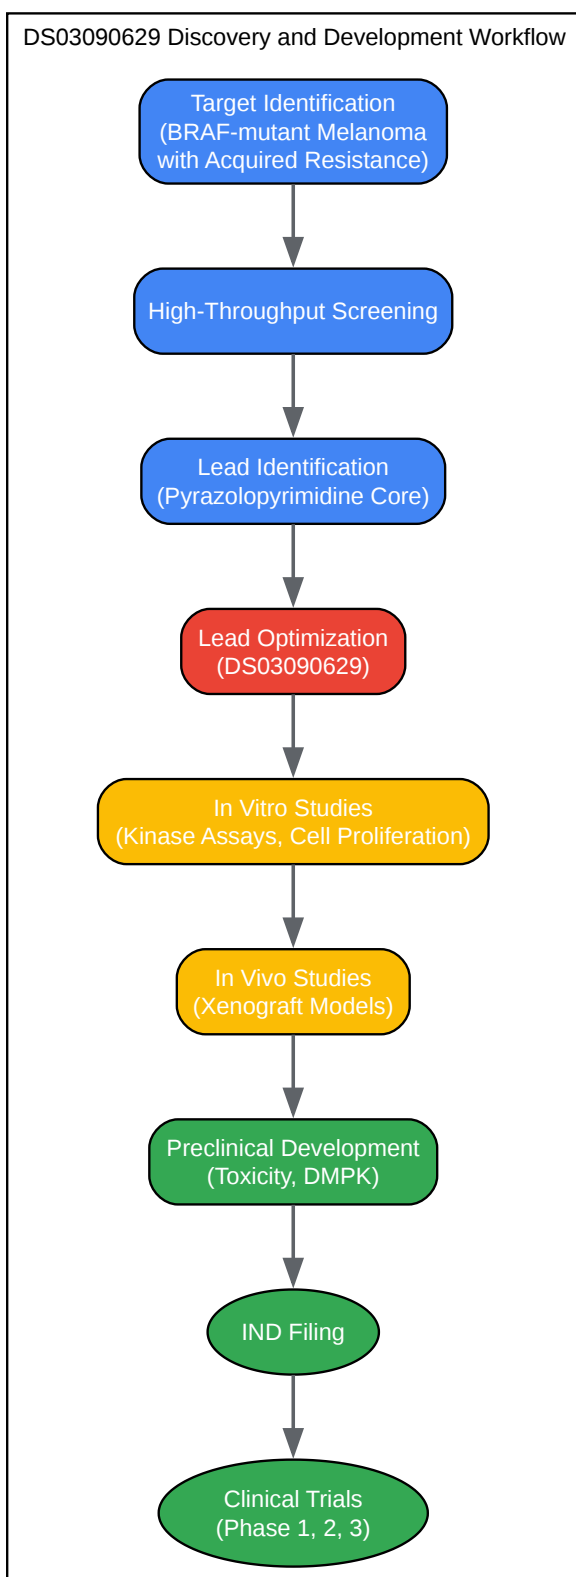 DS03090629 Discovery and Development Workflow
Target Identification
(BRAF-mutant Melanoma
with Acquired Resistance)
High-Throughput Screening
Lead Identification
(Pyrazolopyrimidine Core)
Lead Optimization
(DS03090629)
In Vitro Studies
(Kinase Assays, Cell Proliferation)
In Vivo Studies
(Xenograft Models)
Preclinical Development
(Toxicity, DMPK)
IND Filing
Clinical Trials
(Phase 1, 2, 3)